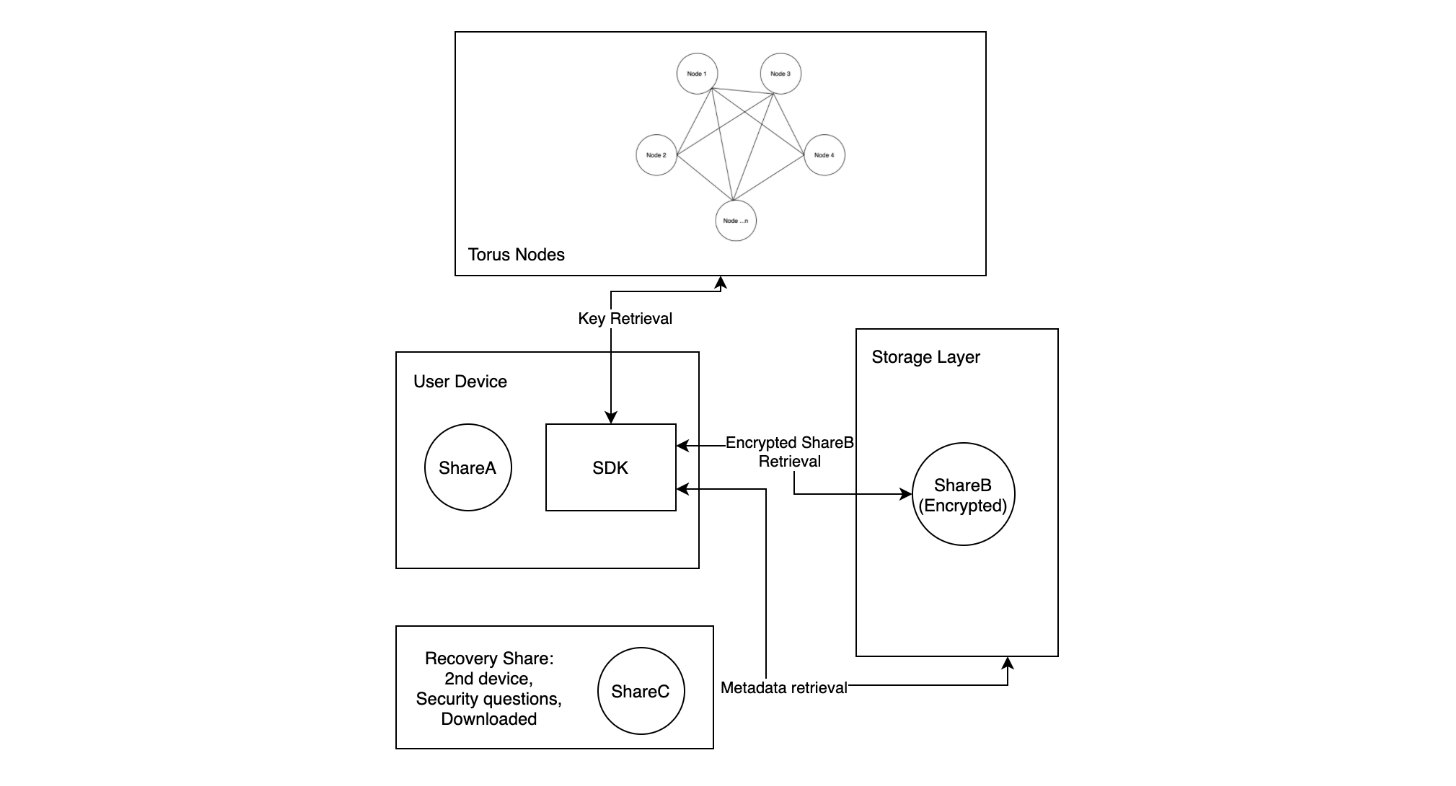 Node 1
Node 3
Node 2
Node 4
Node ...n
Torus Nodes
Key Retrieval
User Device
ShareA
SDK
Encrypted ShareB
Retrieval
Storage Layer
ShareB
(Encrypted)
Recovery Share:
2nd device,
Security questions,
Downloaded
ShareC
Metadata retrieval